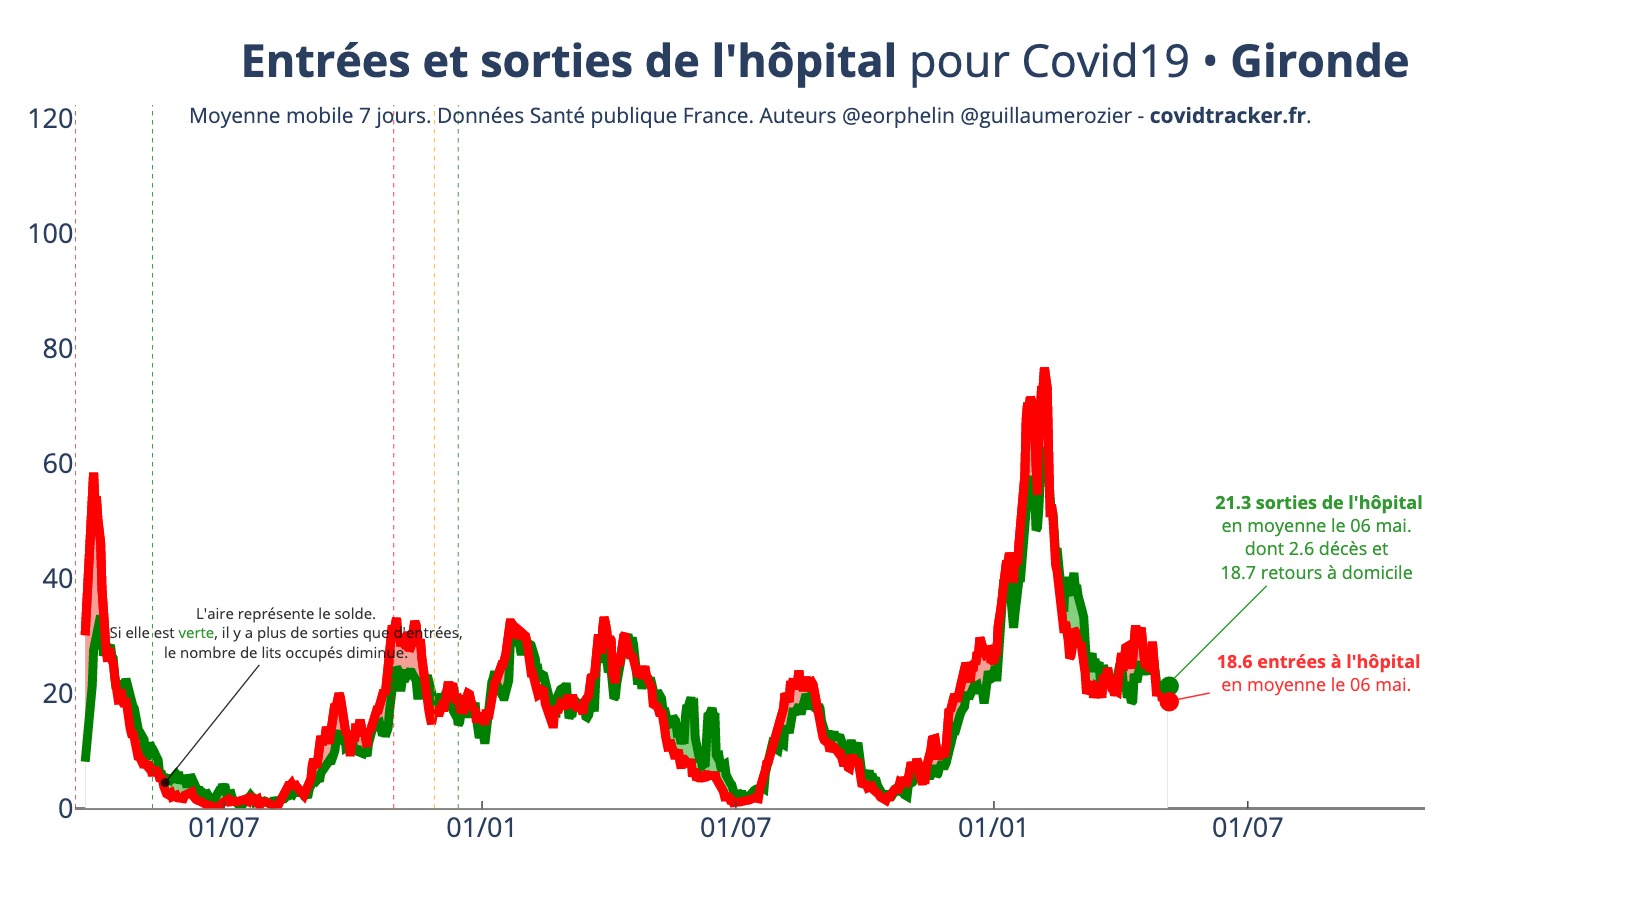 Entrées et sorties de l'hôpital pour Covid19 • Gironde
Moyenne mobile 7 jours. Données Santé publique France. Auteurs @eorphelin @guillaumerozier - covidtracker.fr.
120
100
80
60
40
20
0
L'aire représente le solde.
Si elle est verte, il y a plus de sorties que d'entrées,
le nombre de lits occupés diminue.
21.3 sorties de l'hôpital
en moyenne le 06 mai.
dont 2.6 décès et
18.7 retours à domicile
18.6 entrées à l'hôpital
en moyenne le 06 mai.
01/07
01/01
01/07
01/01
01/07